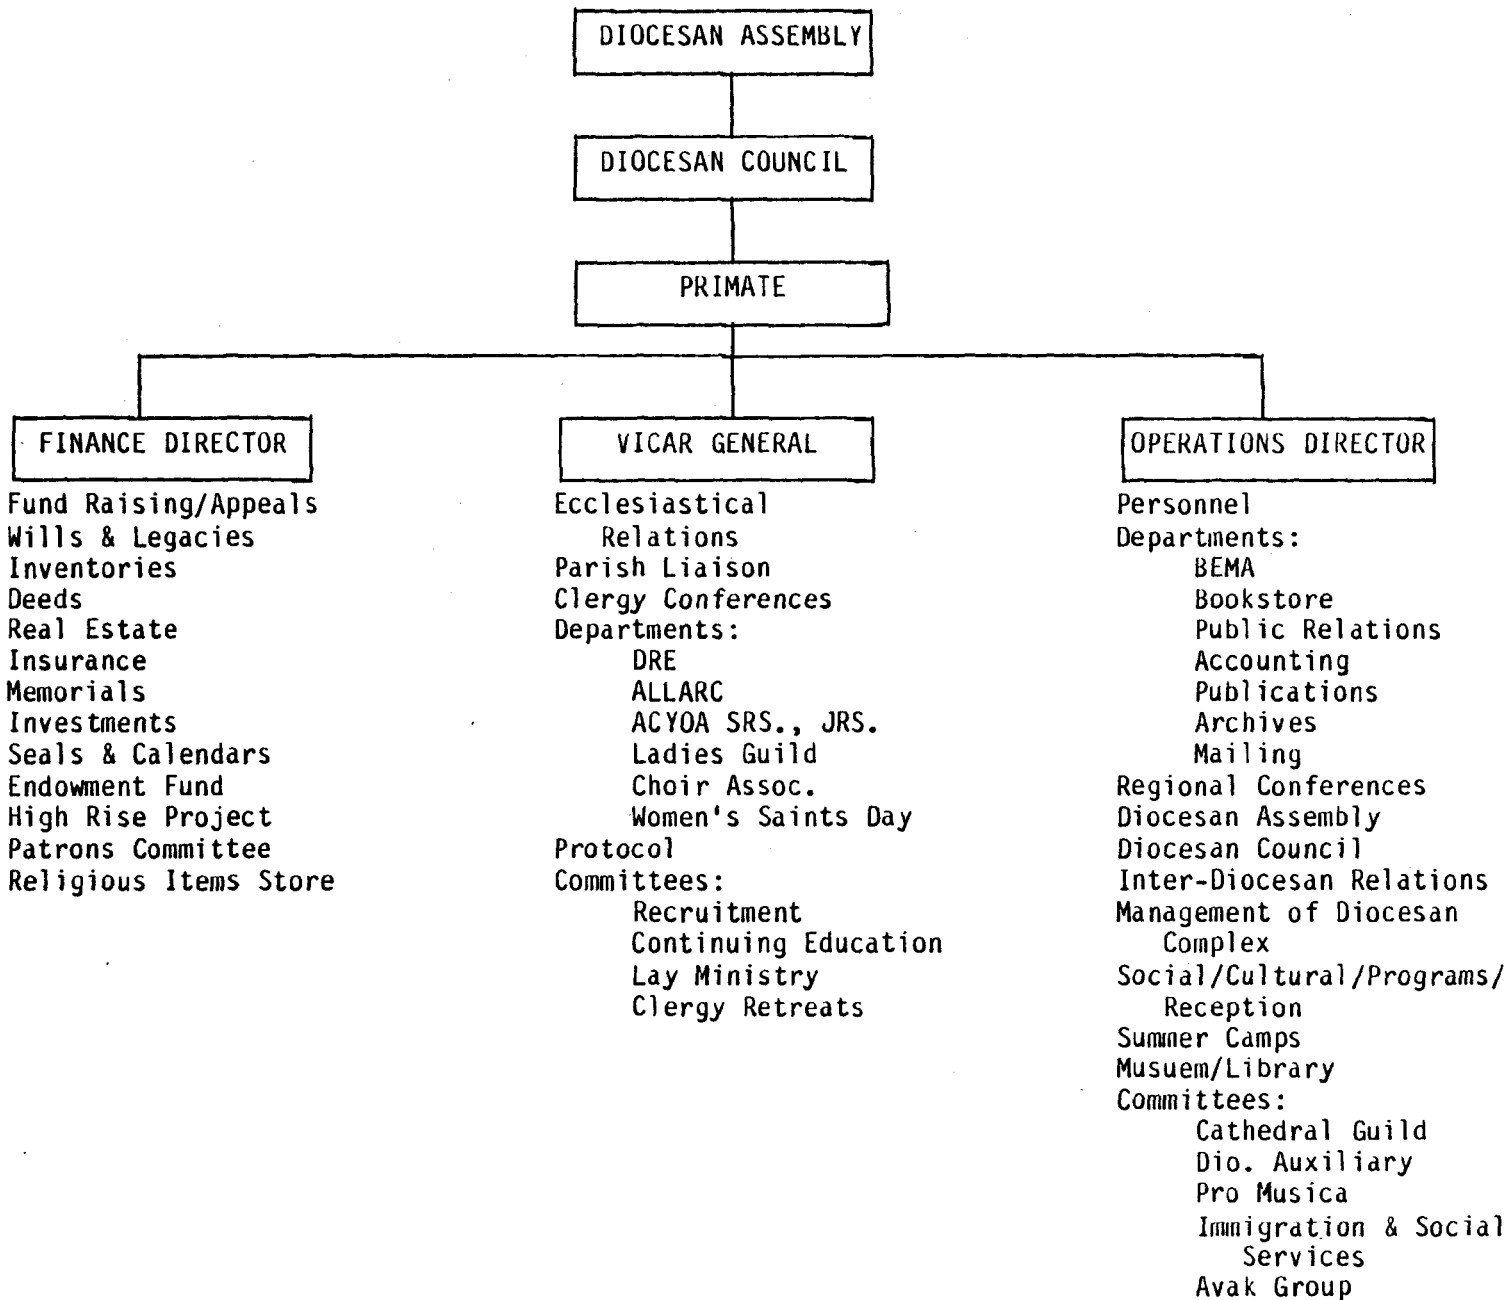 DIOCESAN ASSEMBLY
DIOCESAN COUNCIL
PRIMATE
FINANCE DIRECTOR
Fund Raising/Appeals
Wills & Legacies
Inventories
Deeds
Real Estate
Insurance
Memorials
Investments
Seals & Calendars
Endowment Fund
High Rise Project
Patrons Committee
Religious Items Store
VICAR GENERAL
Ecclesiastical
Relations
Parish Liaison
Clergy Conferences
Departments:
DRE
ALLARC
ACYOA SRS., JRS.
Ladies Guild
Choir Assoc.
Women's Saints Day
Protocol
Committees:
Recruitment
Continuing Education
Lay Ministry
Clergy Retreats
OPERATIONS DIRECTOR
Personnel
Departments:
BEMA
Bookstore
Public Relations
Accounting
Publications
Archives
Mailing
Regional Conferences
Diocesan Assembly
Diocesan Council
Inter-Diocesan Relations
Management of Diocesan
Complex
Social/Cultural/Programs/
Reception
Summer Camps
Musuem/Library
Committees:
Cathedral Guild
Dio. Auxiliary
Pro Musica
Immigration & Social
Services
Avak Group